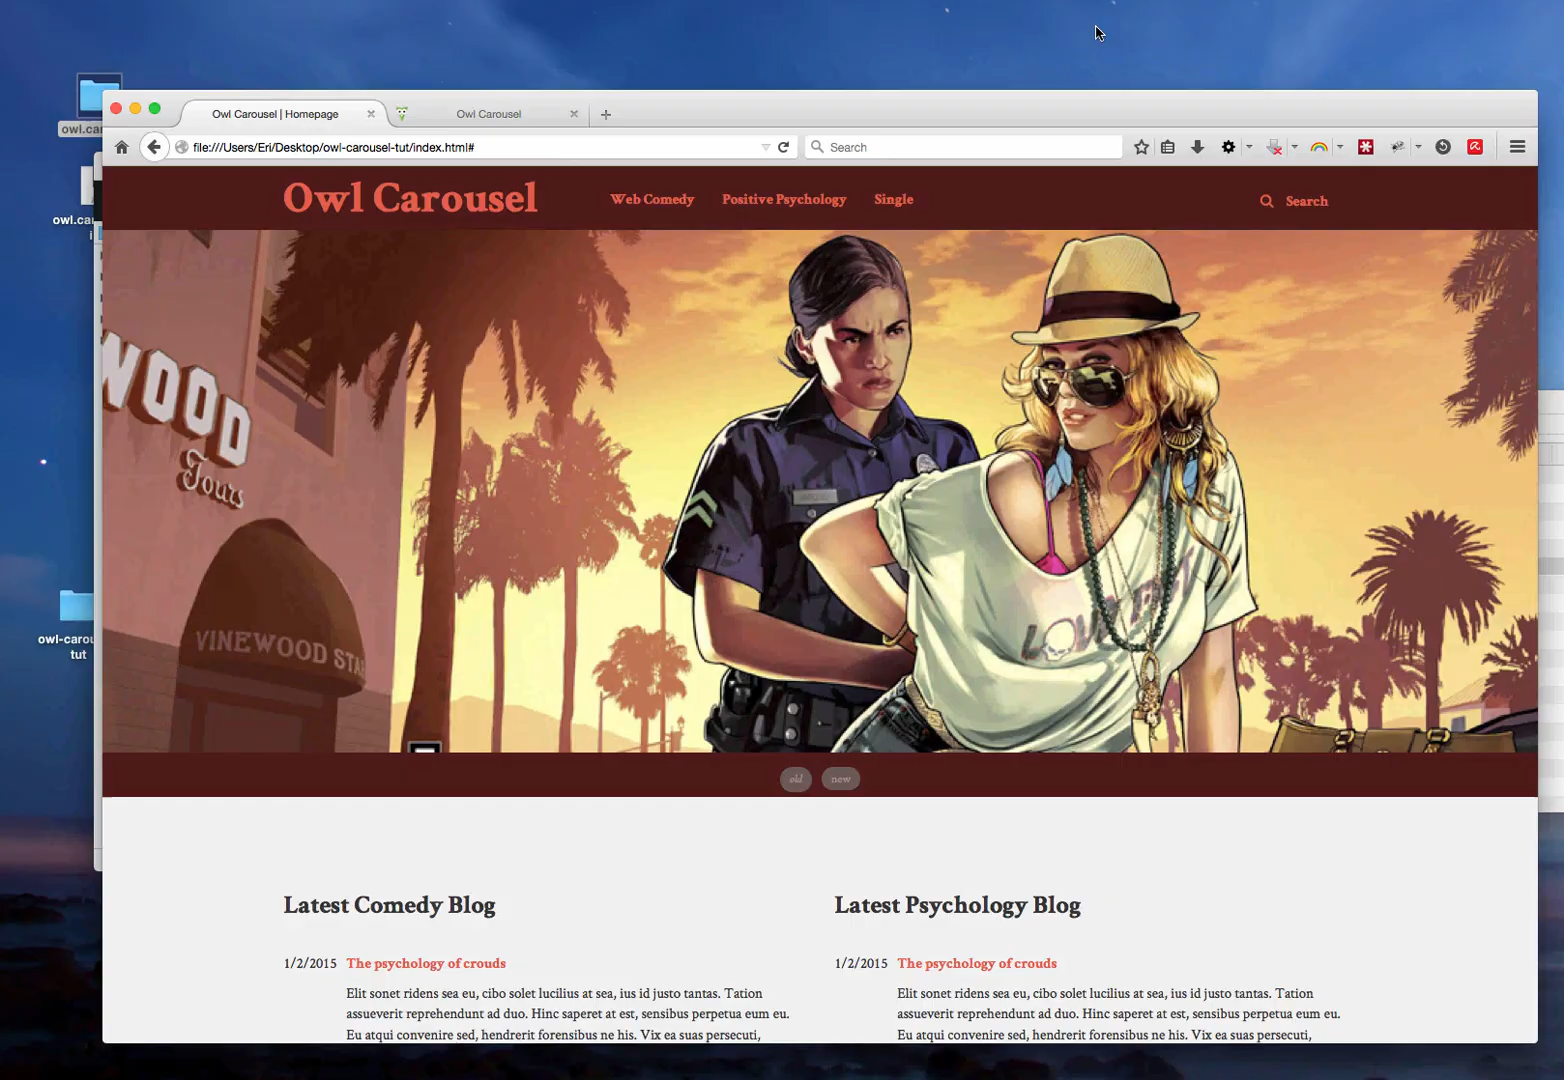 Owl Carousel | Homepage
Owl Carousel
file:///Users/Eri/Desktop/owl-carousel-tut/index.html#
Search
Owl Carousel
Web Comedy
Positive Psychology
Single
Search
WOOD
Tours
VINEWOOD STA
old
new
Latest Comedy Blog
Latest Psychology Blog
1/2/2015 The psychology of crouds
Elit sonet ridens sea eu, cibo solet lucilius at sea, ius id justo tantas. Tation
assueverit reprehendunt ad duo. Hinc saperet at est, sensibus perpetua eum eu.
Eu atqui convenire sed, hendrerit forensibus ne his. Vix ea suas persecuti,
1/2/2015 The psychology of crouds
Elit sonet ridens sea eu, cibo solet lucilius at sea, ius id justo tantas. Tation
assueverit reprehendunt ad duo. Hinc saperet at est, sensibus perpetua eum eu.
Eu atqui convenire sed, hendrerit forensibus ne his. Vix ea suas persecuti,
owl.ca
owl.ca
owl-carou
tut